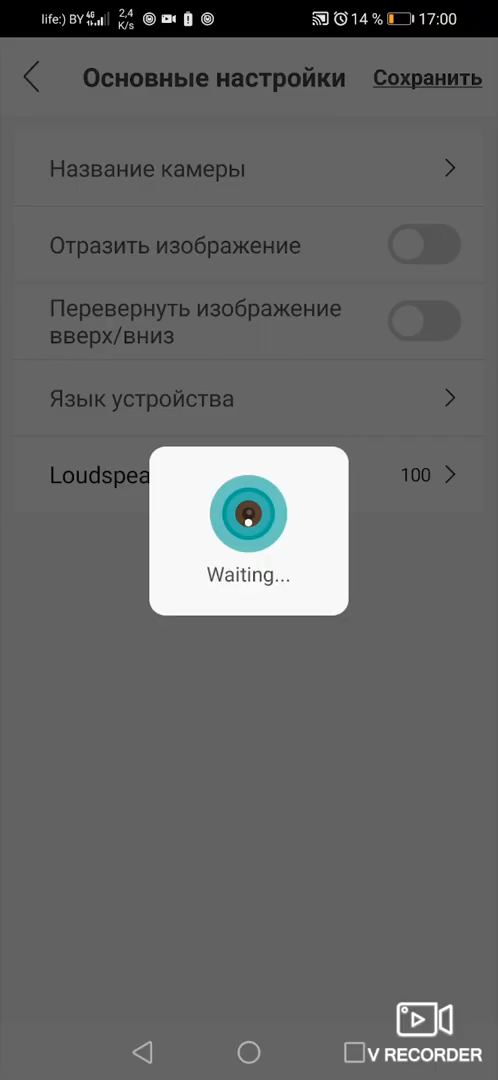 life:) BY 4G 2,4 K/s 14 % 17:00
Основные настройки Сохранить
Название камеры
Отразить изображение
Перевернуть изображение
вверх/вниз
Язык устройства
Loudspea 100
Waiting...
V RECORDER